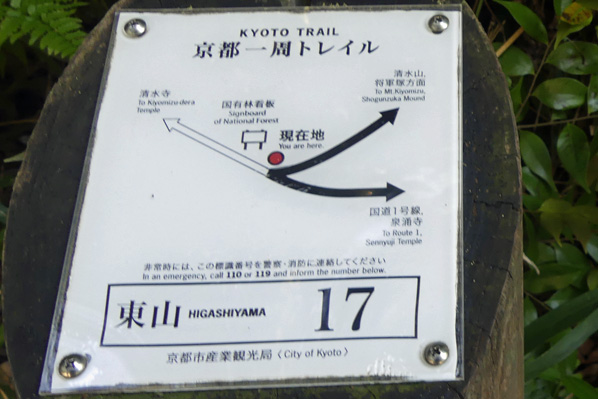 KYOTO TRAIL
京都一周トレイル
清水寺
To Kiyomizu-dera
Temple
国有林看板
Signboard
of National Forest
清水山,
将軍塚方面
To Mt Kiyomizu,
Shogunzuka Mound
現在地
You are here.
国道1号線,
泉涌寺
To Route 1,
Sennyuji Temple
非常時には、この標識番号を警察・消防に連絡してください
In an emergency, call 110 or 119 and inform the number below.
東山 HIGASHIYAMA 17
京都市産業観光局〈City of Kyoto〉